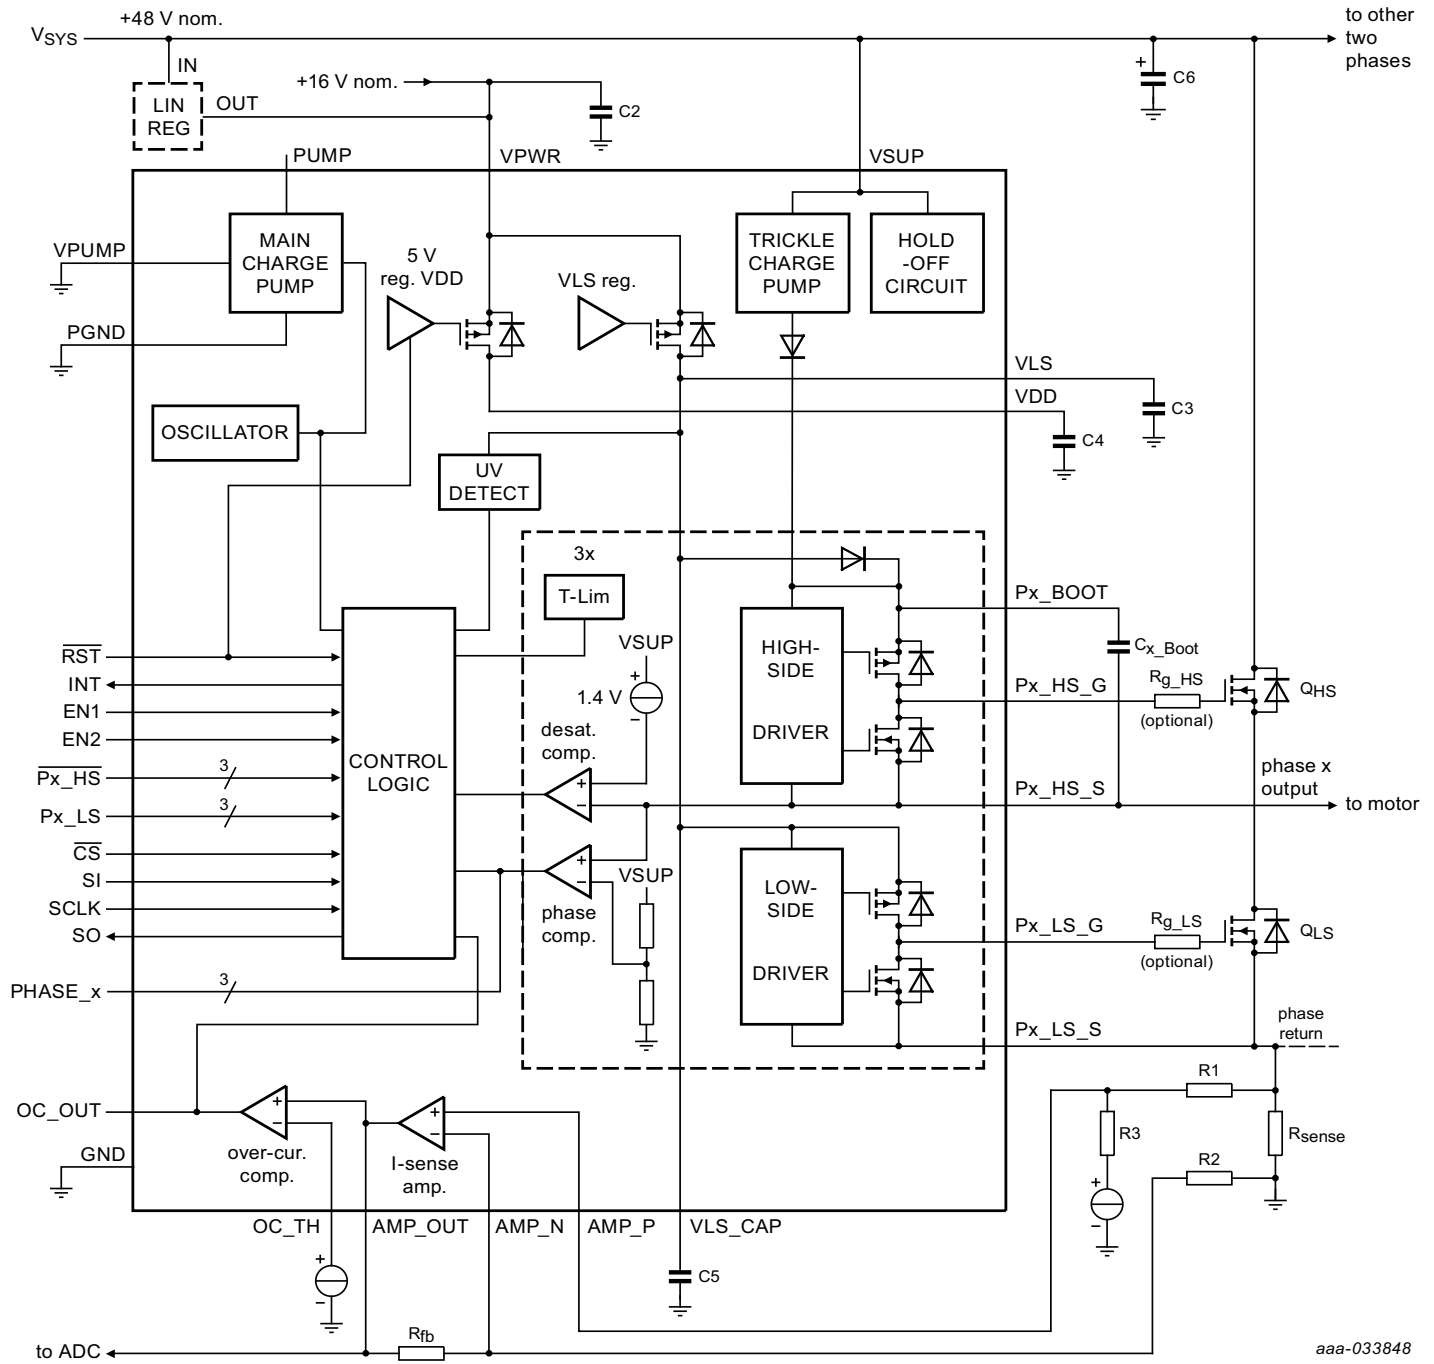 +48 V nom.
VSYS
to other
two
phases
IN
+16 V nom.
C6
LIN
REG
OUT
C2
PUMP
VPWR
VSUP
VPUMP
MAIN
CHARGE
PUMP
5 V
reg. VDD
VLS reg.
TRICKLE
CHARGE
PUMP
HOLD
-OFF
CIRCUIT
PGND
VLS
VDD
C3
C4
OSCILLATOR
UV
DETECT
3x
T-Lim
Px_BOOT
Cx_Boot
VSUP
+
1.4 V
–
HIGH-
SIDE
DRIVER
Px_HS_G
Rg_HS
(optional)
QHS
RST
INT
EN1
EN2
Px_HS
3
Px_LS
3
CS
SI
SCLK
SO
PHASE_x
3
CONTROL
LOGIC
desat.
comp.
+
–
Px_HS_S
phase x
output
to motor
+
–
phase
comp.
VSUP
LOW-
SIDE
DRIVER
Px_LS_G
Rg_LS
(optional)
QLS
Px_LS_S
phase
return
R1
R3
Rsense
R2
+
–
OC_OUT
+
–
over-cur.
comp.
+
–
I-sense
amp.
GND
OC_TH
AMP_OUT
AMP_N
AMP_P
VLS_CAP
+
–
C5
Rfb
to ADC
aaa-033848